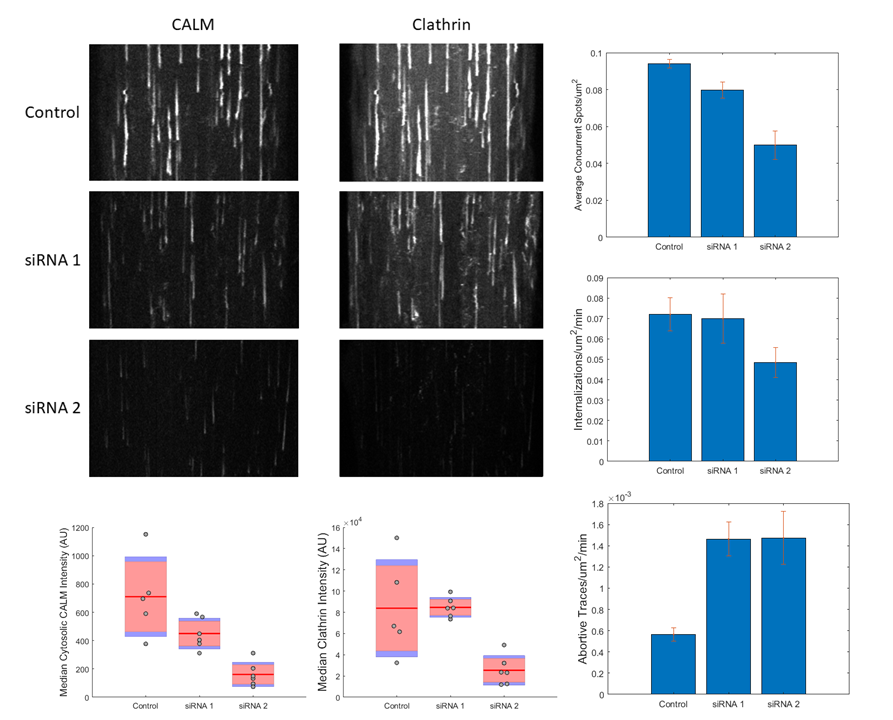 CALM
Clathrin
Control
siRNA 1
siRNA 2
Average Concurrent Spots/um2
0.1
0.08
0.06
0.04
0.02
0
Control
siRNA 1
siRNA 2
Internalizations/um2/min
0.09
0.08
0.07
0.06
0.05
0.04
0.03
0.02
0.01
0
Control
siRNA 1
siRNA 2
Median Cytosolic CALM Intensity (AU)
1200
1000
800
600
400
200
0
Control
siRNA 1
siRNA 2
Median Clathrin Intensity (AU)
×104
16
14
12
10
8
6
4
2
0
Control
siRNA 1
siRNA 2
Abortive Traces/um2/min
×10-3
1.8
1.6
1.4
1.2
1
0.8
0.6
0.4
0.2
0
Control
siRNA 1
siRNA 2